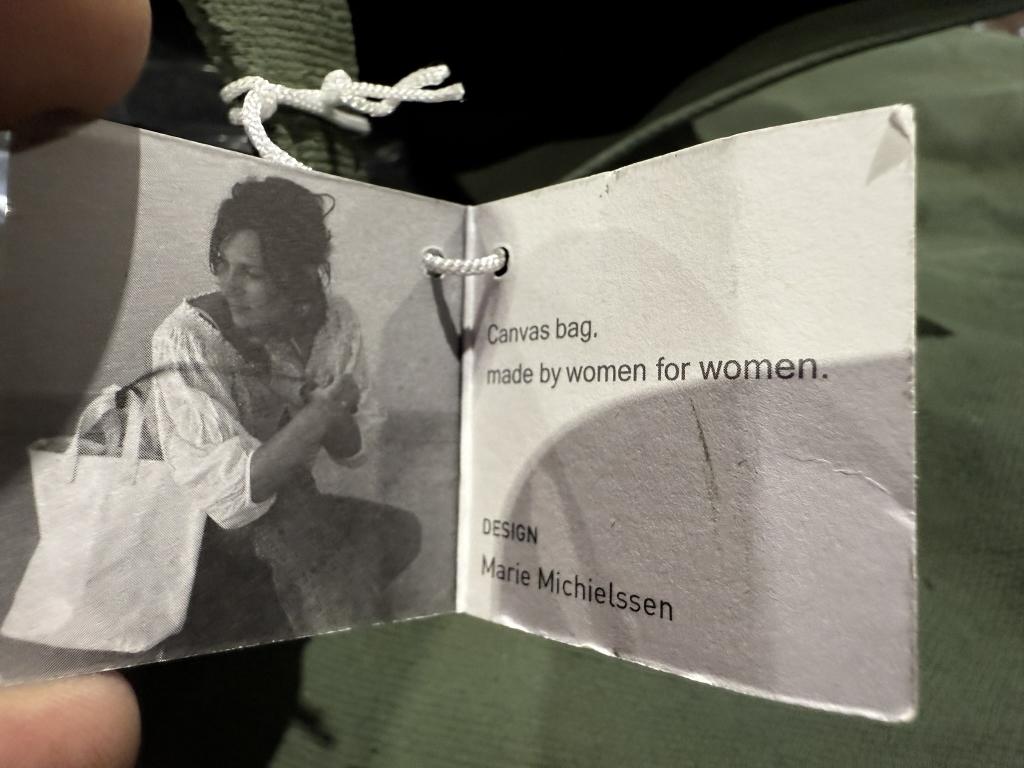 Canvas bag.
made by women for women.
DESIGN
Marie Michielssen